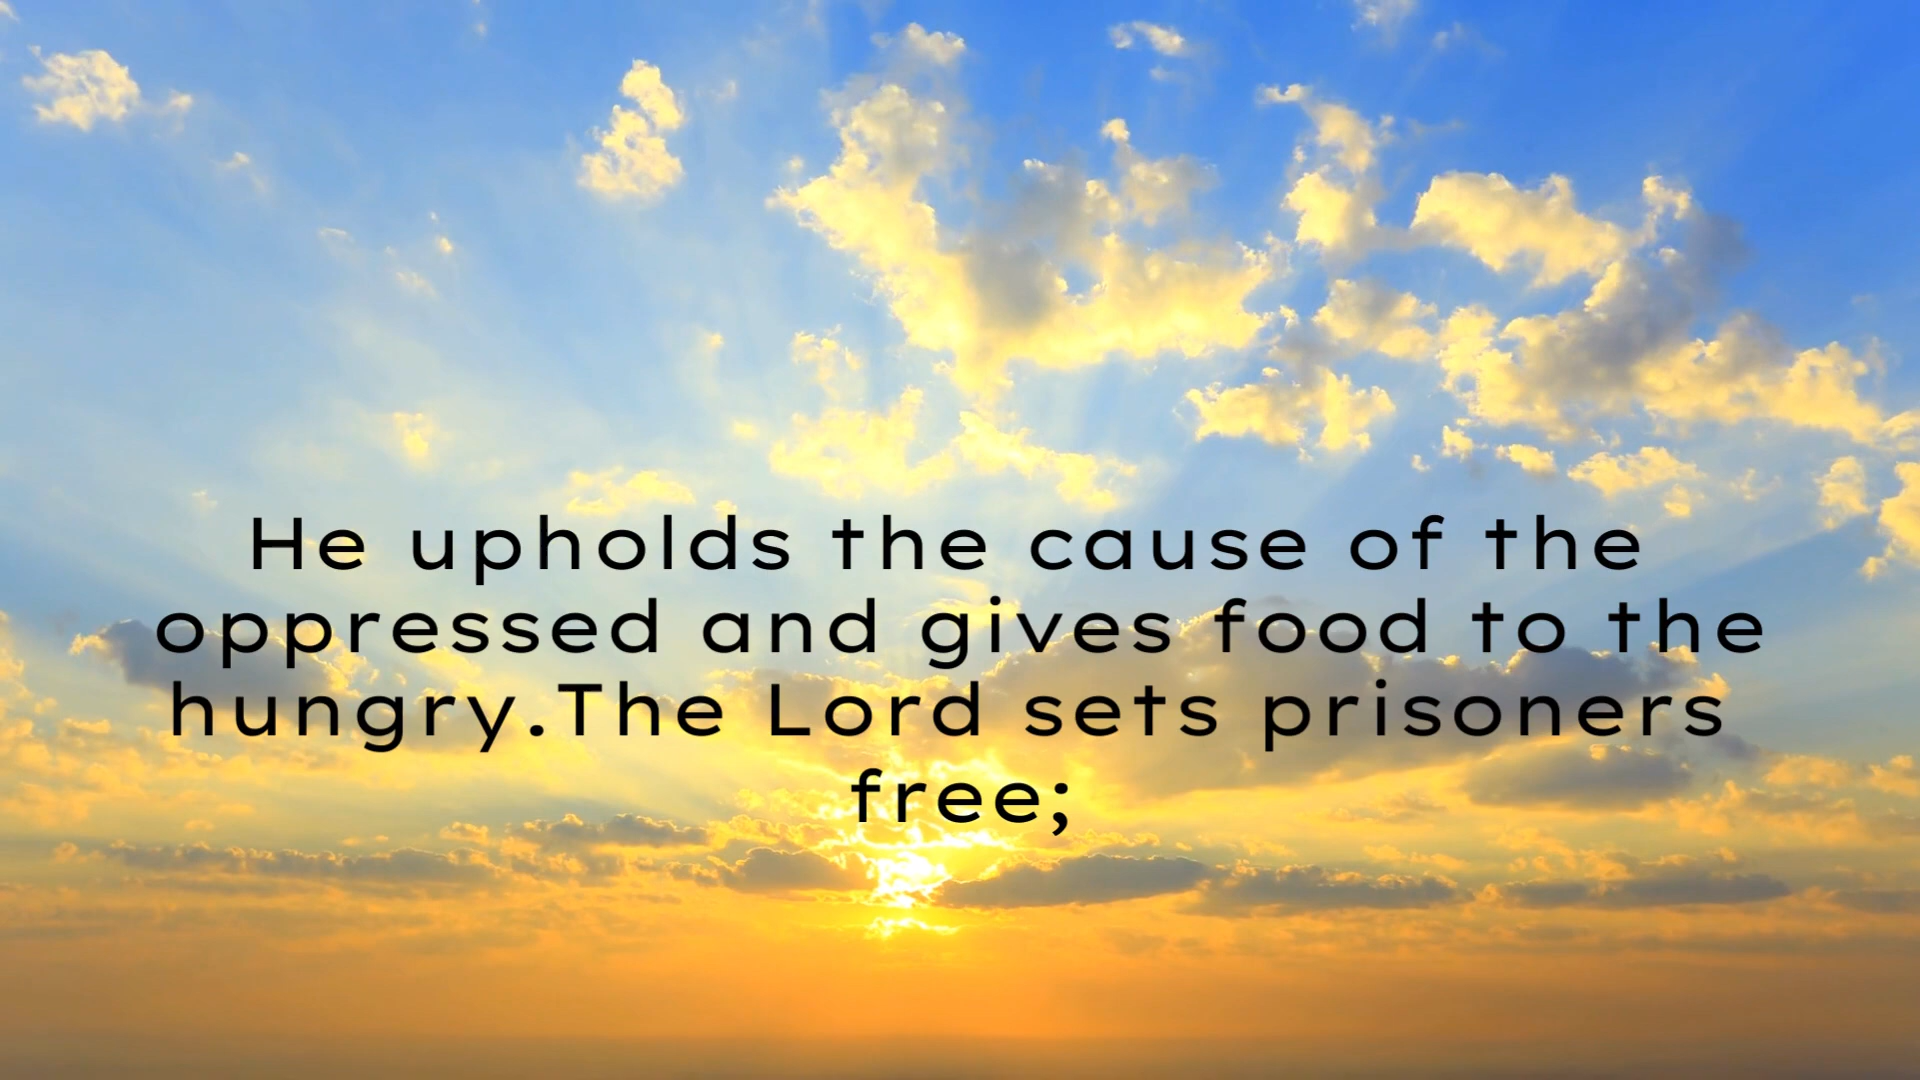 He upholds the cause of the
oppressed and gives food to the
hungry.The Lord sets prisoners
free;